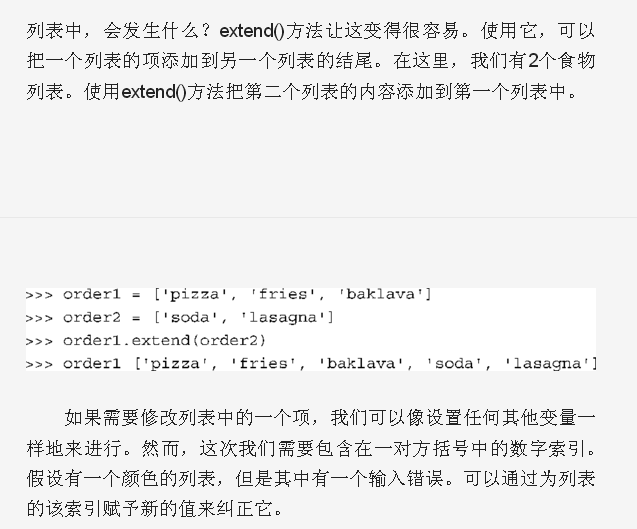 列表中，会发生什么？extend()方法让这变得很容易。使用它，可以
把一个列表的项添加到另一个列表的结尾。在这里，我们有2个食物
列表。使用extend()方法把第二个列表的内容添加到第一个列表中。
>>> order1 = ['pizza', 'fries', 'baklava']
>>> order2 = ['soda', 'lasagna']
>>> order1.extend(order2)
>>> order1 ['pizza', 'fries', 'baklava', 'soda', 'lasagna']
如果需要修改列表中的一个项，我们可以像设置任何其他变量一
样地来进行。然而，这次我们需要包含在一对方括号中的数字索引。
假设有一个颜色的列表，但是其中有一个输入错误。可以通过为列表
的该索引赋予新的值来纠正它。